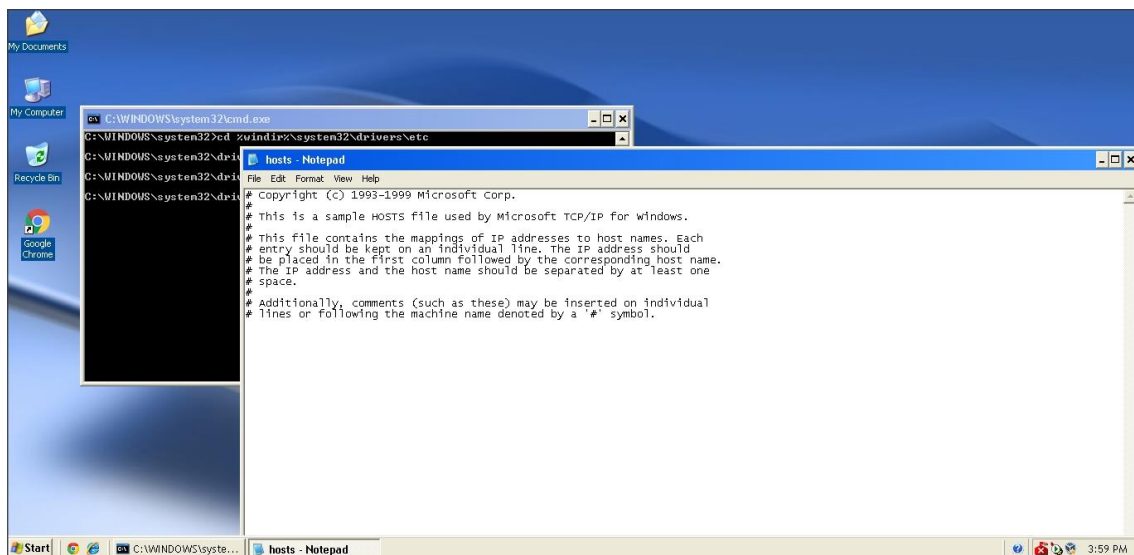 My Documents
My Computer
Recycle Bin
Google
Chrome
C:\WINDOWS\system32\cmd.exe
C:\WINDOWS\system32>cd %windir%\system32\drivers\etc
C:\WINDOWS\system32\driv
C:\WINDOWS\system32\driv
C:\WINDOWS\system32\driv
hosts - Notepad
File Edit Format View Help
# Copyright (c) 1993-1999 Microsoft Corp.
#
# This is a sample HOSTS file used by Microsoft TCP/IP for Windows.
#
# This file contains the mappings of IP addresses to host names. Each
# entry should be kept on an individual line. The IP address should
# be placed in the first column followed by the corresponding host name.
# The IP address and the host name should be separated by at least one
# space.
#
# Additionally, comments (such as these) may be inserted on individual
# lines or following the machine name denoted by a '#' symbol.
Start
C:\WINDOWS\syste...
hosts - Notepad
3:59 PM